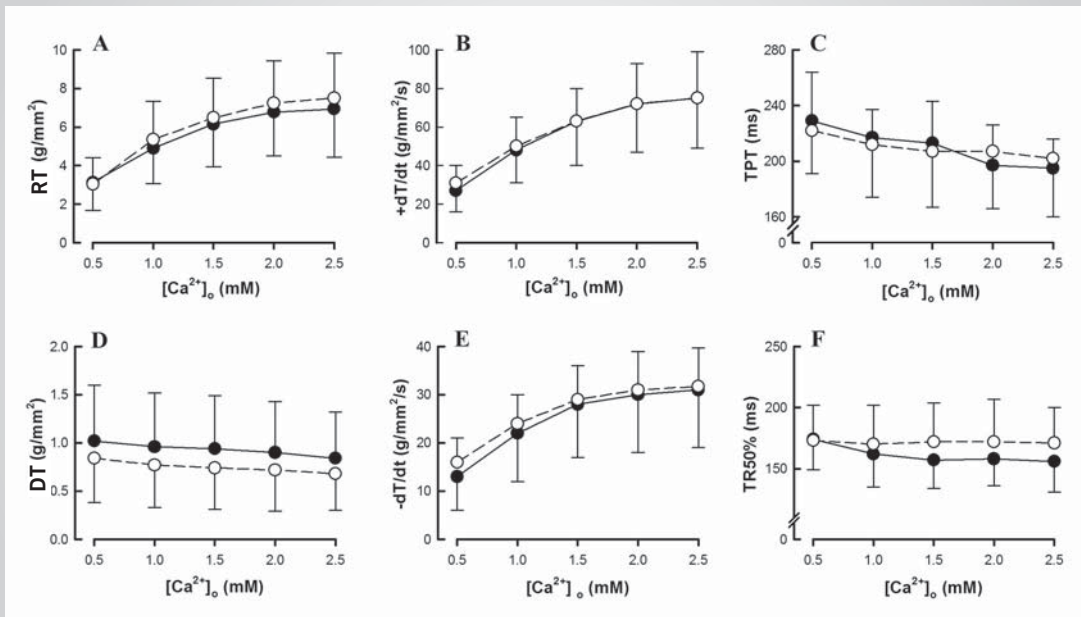 A
RT (g/mm²)
10
8
6
4
2
0
0.5 1.0 1.5 2.0 2.5
[Ca²⁺]ₒ (mM)
B
+dT/dt (g/mm²/s)
100
80
60
40
20
0
0.5 1.0 1.5 2.0 2.5
[Ca²⁺]ₒ (mM)
C
TPT (ms)
280
240
200
160
0
0.5 1.0 1.5 2.0 2.5
[Ca²⁺]ₒ (mM)
D
DT (g/mm²)
2.0
1.5
1.0
0.5
0.0
0.5 1.0 1.5 2.0 2.5
[Ca²⁺]ₒ (mM)
E
-dT/dt (g/mm²/s)
40
30
20
10
0
0.5 1.0 1.5 2.0 2.5
[Ca²⁺]ₒ (mM)
F
TR50% (ms)
250
200
150
100
0
0.5 1.0 1.5 2.0 2.5
[Ca²⁺]ₒ (mM)